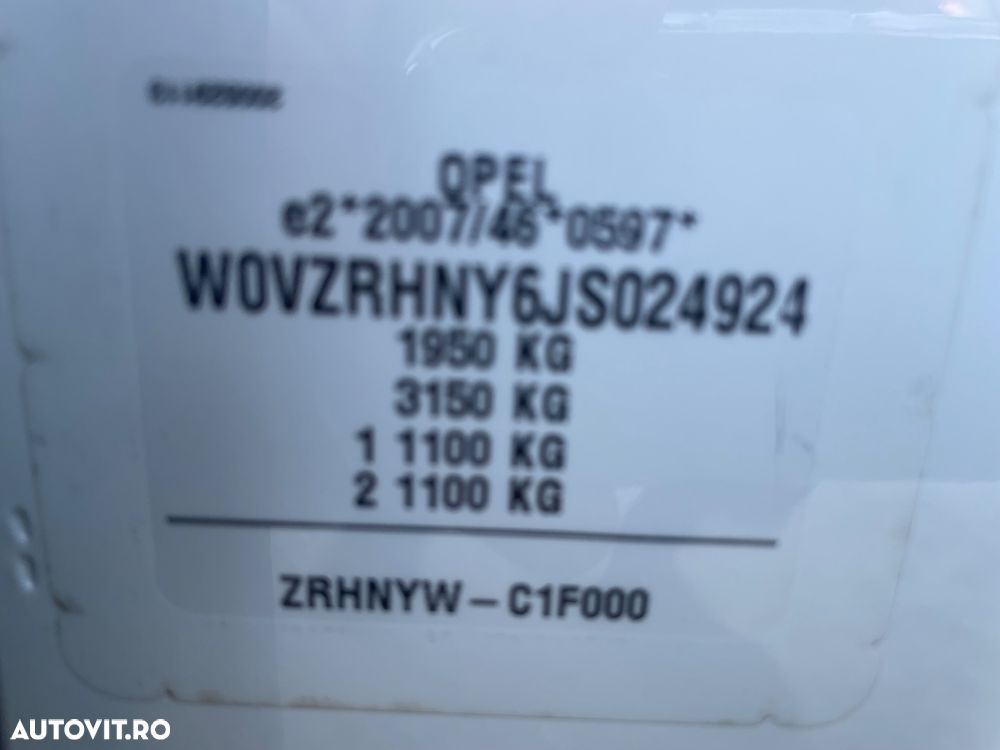 OPEL
e2*2007/46*0597*
W0VZRHNY6JS024924
1950 KG
3150 KG
1 1100 KG
2 1100 KG
ZRHNYW – C1F000
AUTOVIT.RO